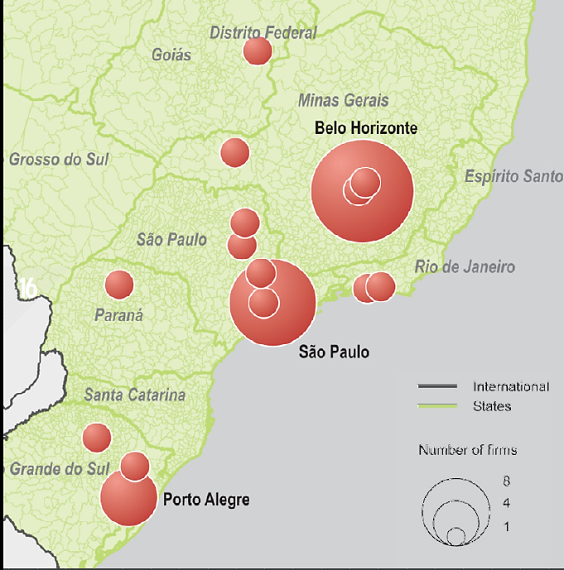 Distrito Federal
Goiás
Minas Gerais
Belo Horizonte
Grosso do Sul
Espírito Santo
São Paulo
Rio de Janeiro
16
Paraná
São Paulo
Santa Catarina
International
States
Number of firms
8
4
1
Grande do Sul
Porto Alegre